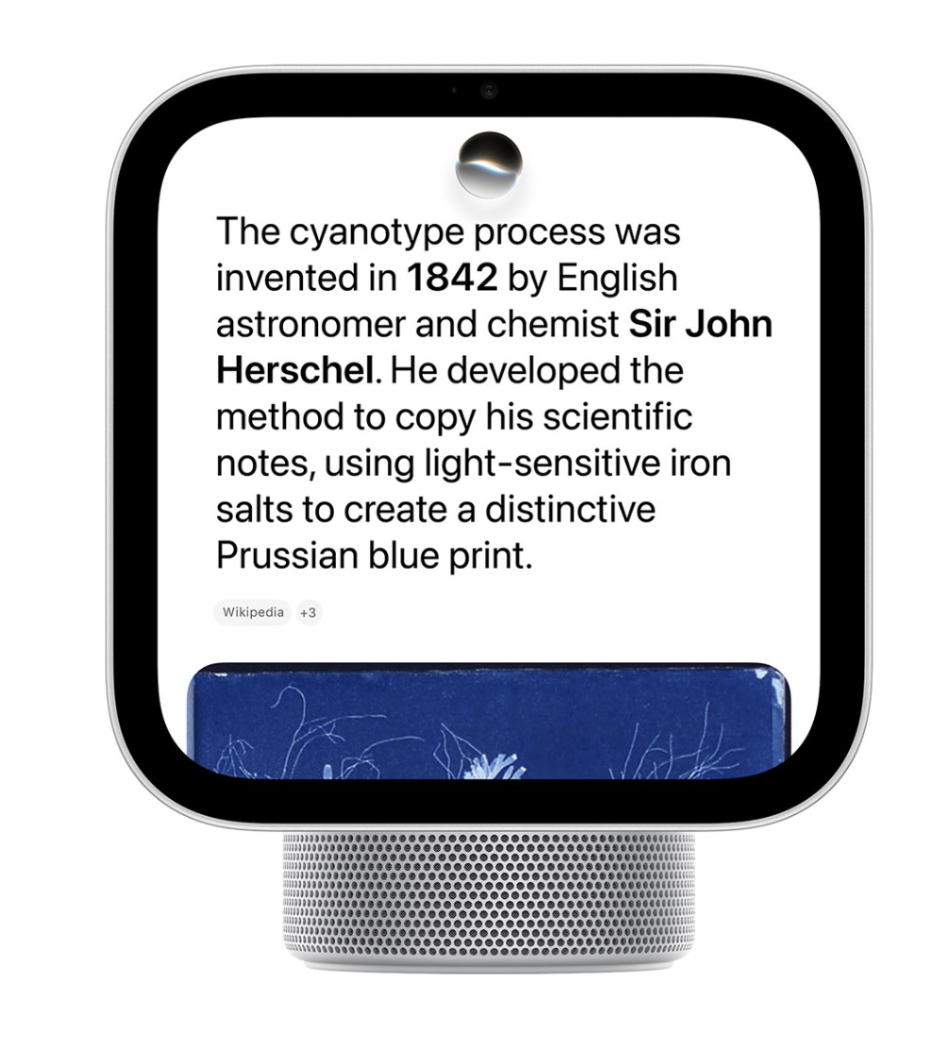 The cyanotype process was
invented in 1842 by English
astronomer and chemist Sir John
Herschel. He developed the
method to copy his scientific
notes, using light-sensitive iron
salts to create a distinctive
Prussian blue print.
Wikipedia +3